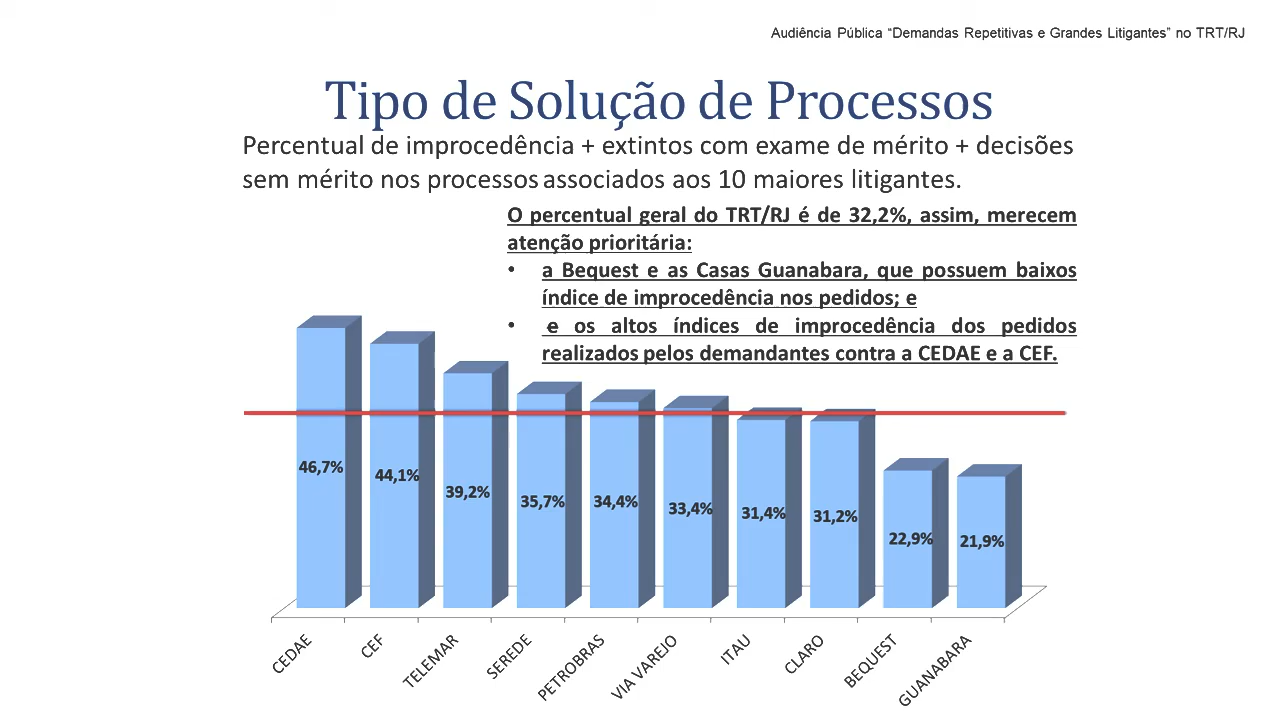 Audiência Pública “Demandas Repetitivas e Grandes Litigantes” no TRT/RJ
Tipo de Solução de Processos
Percentual de improcedência + extintos com exame de mérito + decisões
sem mérito nos processos associados aos 10 maiores litigantes.
O percentual geral do TRT/RJ é de 32,2%, assim, merecem
atenção prioritária:
• a Bequest e as Casas Guanabara, que possuem baixos
índice de improcedência nos pedidos; e
• e os altos índices de improcedência dos pedidos
realizados pelos demandantes contra a CEDAE e a CEF.
46,7%
44,1%
39,2%
35,7%
34,4%
33,4%
31,4%
31,2%
22,9%
21,9%
CEDAE
CEF
TELEMAR
SEREDE
PETROBRAS
VIA VAREJO
ITAU
CLARO
BEQUEST
GUANABARA